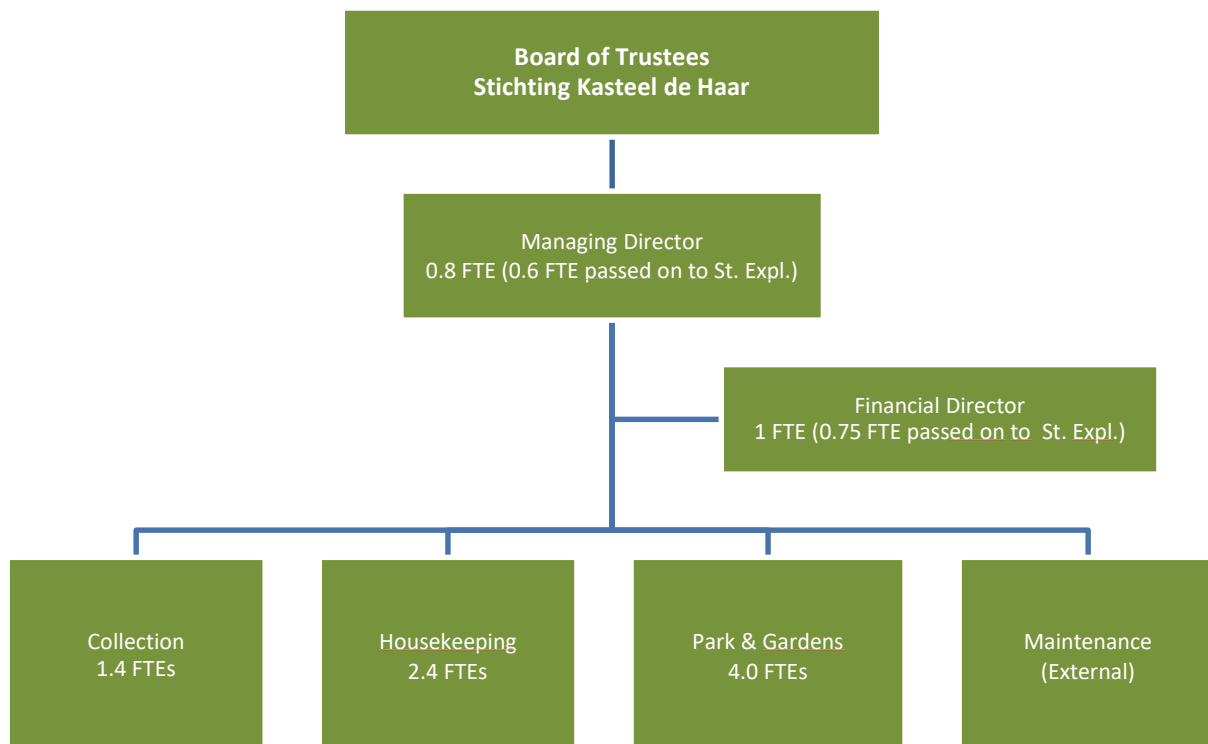 Board of Trustees
Stichting Kasteel de Haar
Managing Director
0.8 FTE (0.6 FTE passed on to St. Expl.)
Financial Director
1 FTE (0.75 FTE passed on to  St. Expl.)
Collection
1.4 FTEs
Housekeeping
2.4 FTEs
Park & Gardens
4.0 FTEs
Maintenance
(External)